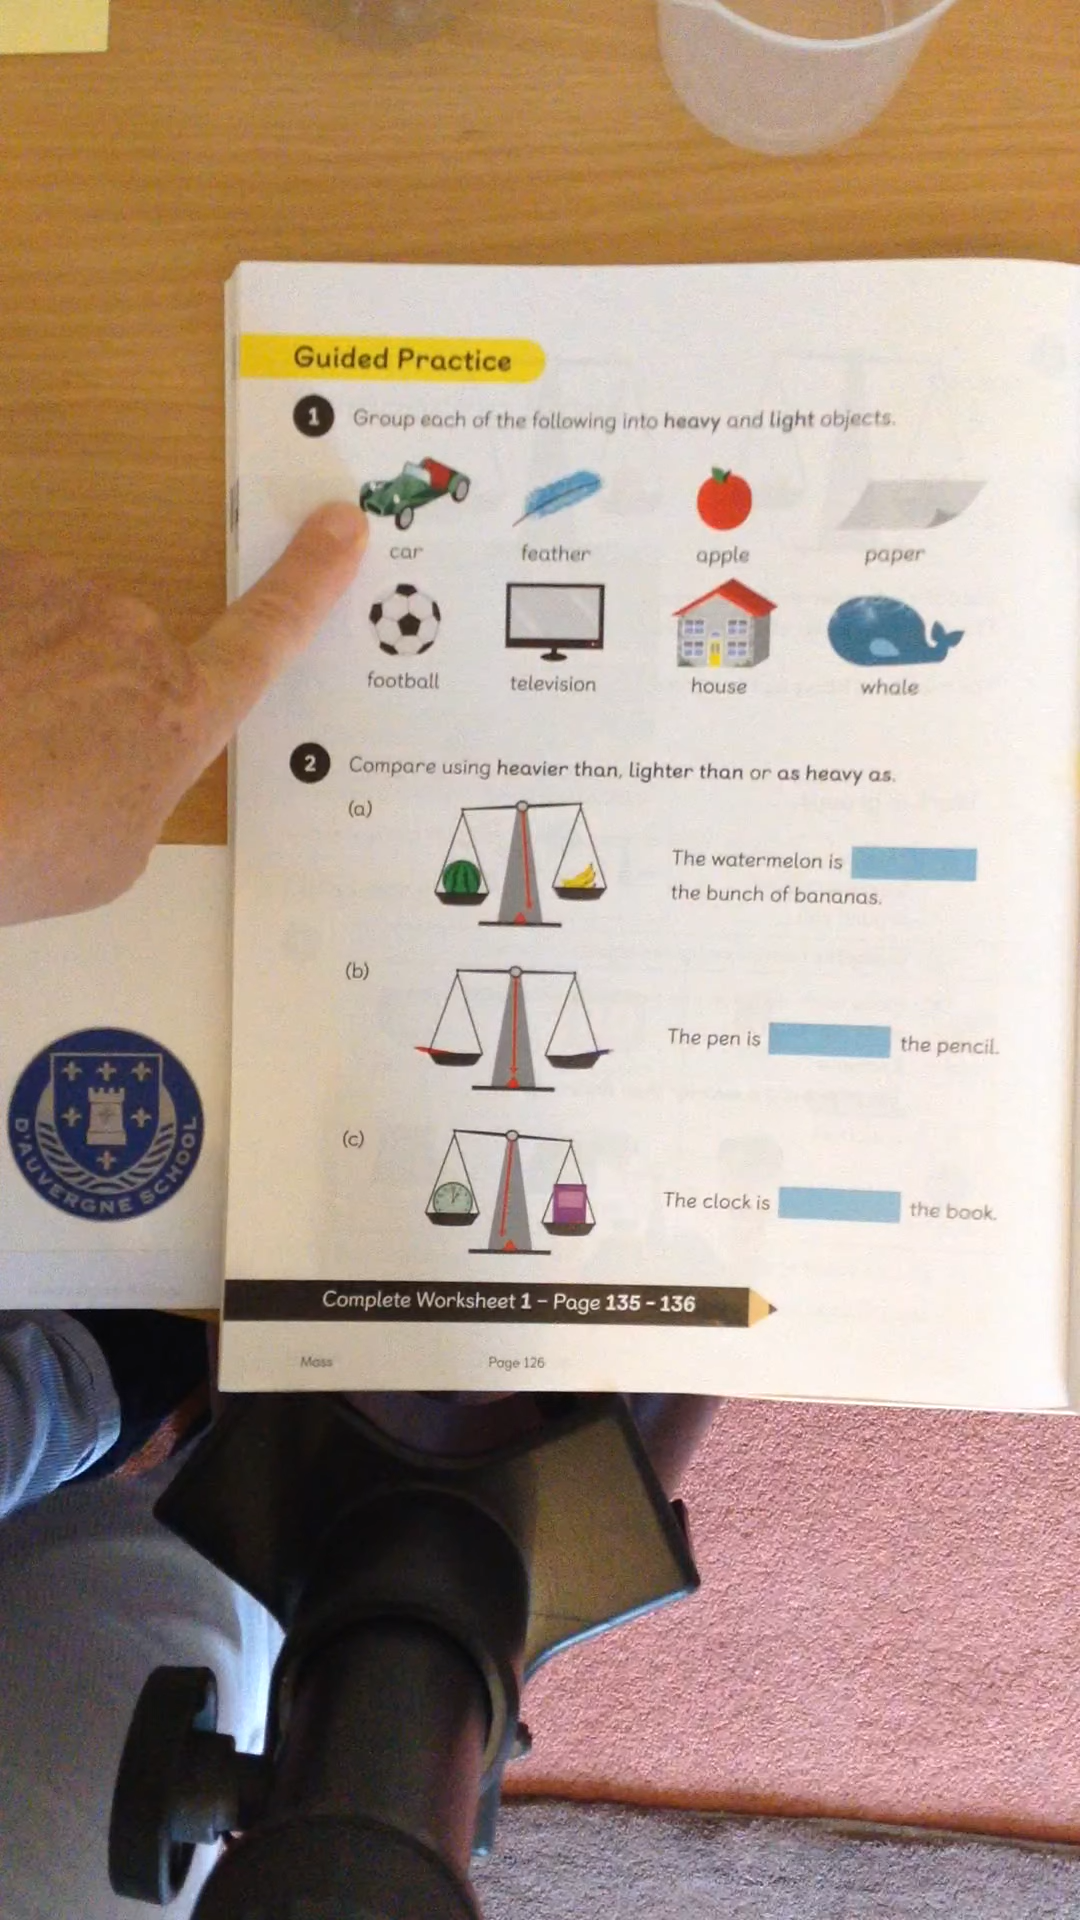 Guided Practice
1 Group each of the following into heavy and light objects.
car feather apple paper
football television house whale
2 Compare using heavier than, lighter than or as heavy as.
(a)
The watermelon is
the bunch of bananas.
(b)
The pen is the pencil.
(c)
The clock is the book.
Complete Worksheet 1 – Page 135 – 136
Mass Page 126
D'AUVERGNE SCHOOL